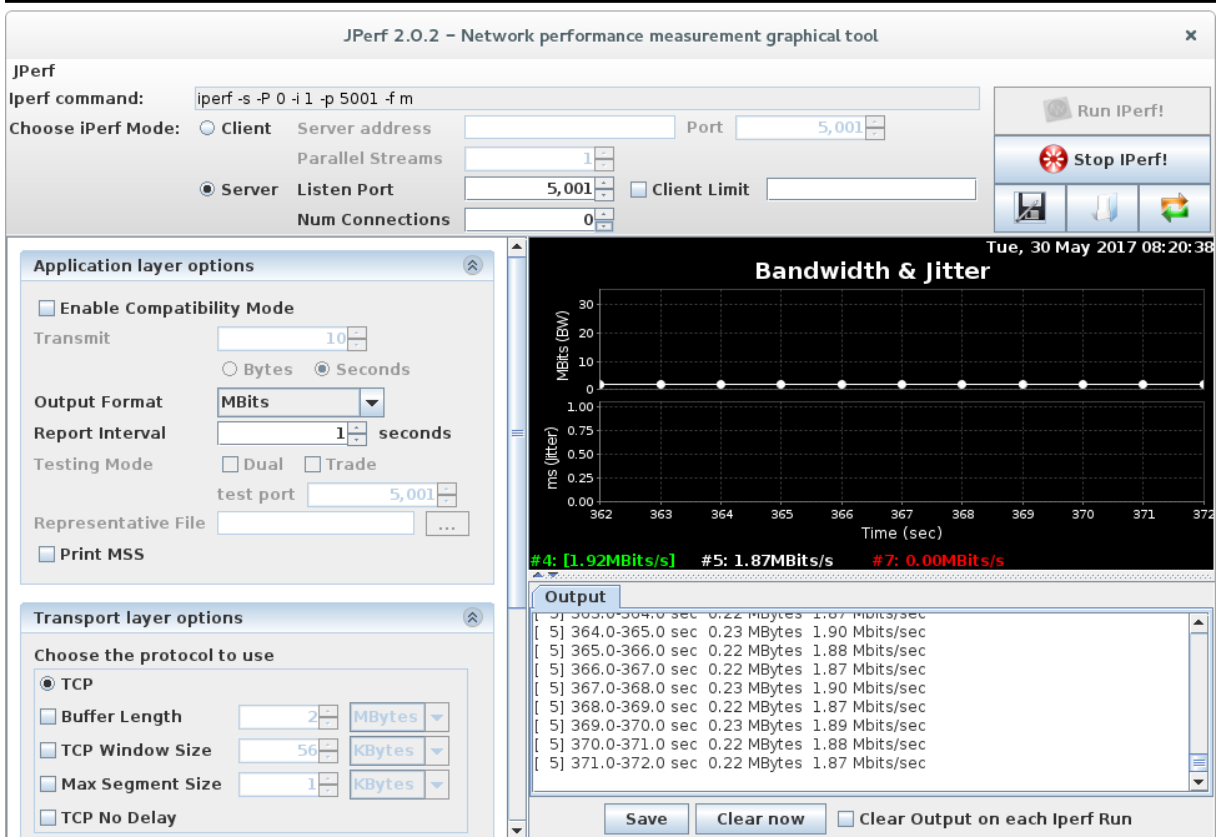 JPerf 2.0.2 – Network performance measurement graphical tool
JPerf
Iperf command: iperf -s -P 0 -i 1 -p 5001 -f m
Run IPerf!
Choose iPerf Mode: Client Server address Port 5,001
Parallel Streams 1
Stop IPerf!
Server Listen Port 5,001 Client Limit
Num Connections 0
Application layer options
Enable Compatibility Mode
Transmit 10
Bytes Seconds
Output Format MBits
Report Interval 1 seconds
Testing Mode Dual Trade
test port 5,001
Representative File ...
Print MSS
Transport layer options
Choose the protocol to use
TCP
Buffer Length 2 MBytes
TCP Window Size 56 KBytes
Max Segment Size 1 KBytes
TCP No Delay
Tue, 30 May 2017 08:20:38
Bandwidth & Jitter
MBits (BW)
30
20
10
0
ms (Jitter)
1.00
0.75
0.50
0.25
0.00
362 363 364 365 366 367 368 369 370 371 372
Time (sec)
#4: [1.92MBits/s] #5: 1.87MBits/s #7: 0.00MBits/s
Output
[ 5] 363.0-364.0 sec 0.22 MBytes 1.87 Mbits/sec
[ 5] 364.0-365.0 sec 0.23 MBytes 1.90 Mbits/sec
[ 5] 365.0-366.0 sec 0.22 MBytes 1.88 Mbits/sec
[ 5] 366.0-367.0 sec 0.22 MBytes 1.87 Mbits/sec
[ 5] 367.0-368.0 sec 0.23 MBytes 1.90 Mbits/sec
[ 5] 368.0-369.0 sec 0.22 MBytes 1.87 Mbits/sec
[ 5] 369.0-370.0 sec 0.23 MBytes 1.89 Mbits/sec
[ 5] 370.0-371.0 sec 0.22 MBytes 1.88 Mbits/sec
[ 5] 371.0-372.0 sec 0.22 MBytes 1.87 Mbits/sec
Save Clear now Clear Output on each Iperf Run